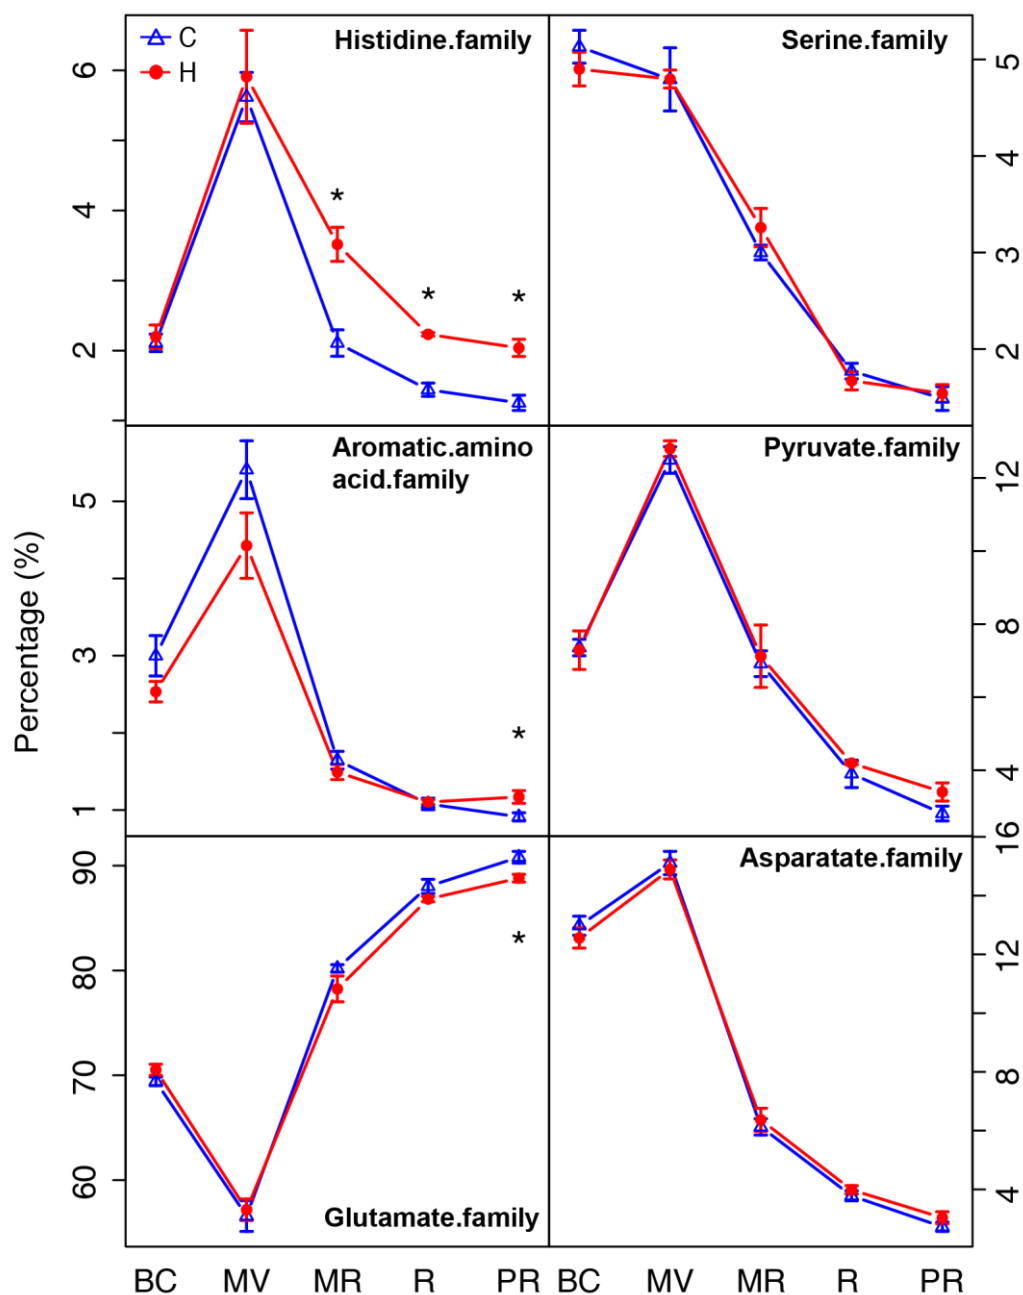 C
H
Histidine.family
Serine.family
6
4
2
*
*
*
5
4
3
2
Aromatic.amino
acid.family
Pyruvate.family
5
3
1
*
12
8
4
Percentage (%)
Glutamate.family
Asparatate.family
90
80
70
60
*
16
12
8
4
BC MV MR R PR BC MV MR R PR